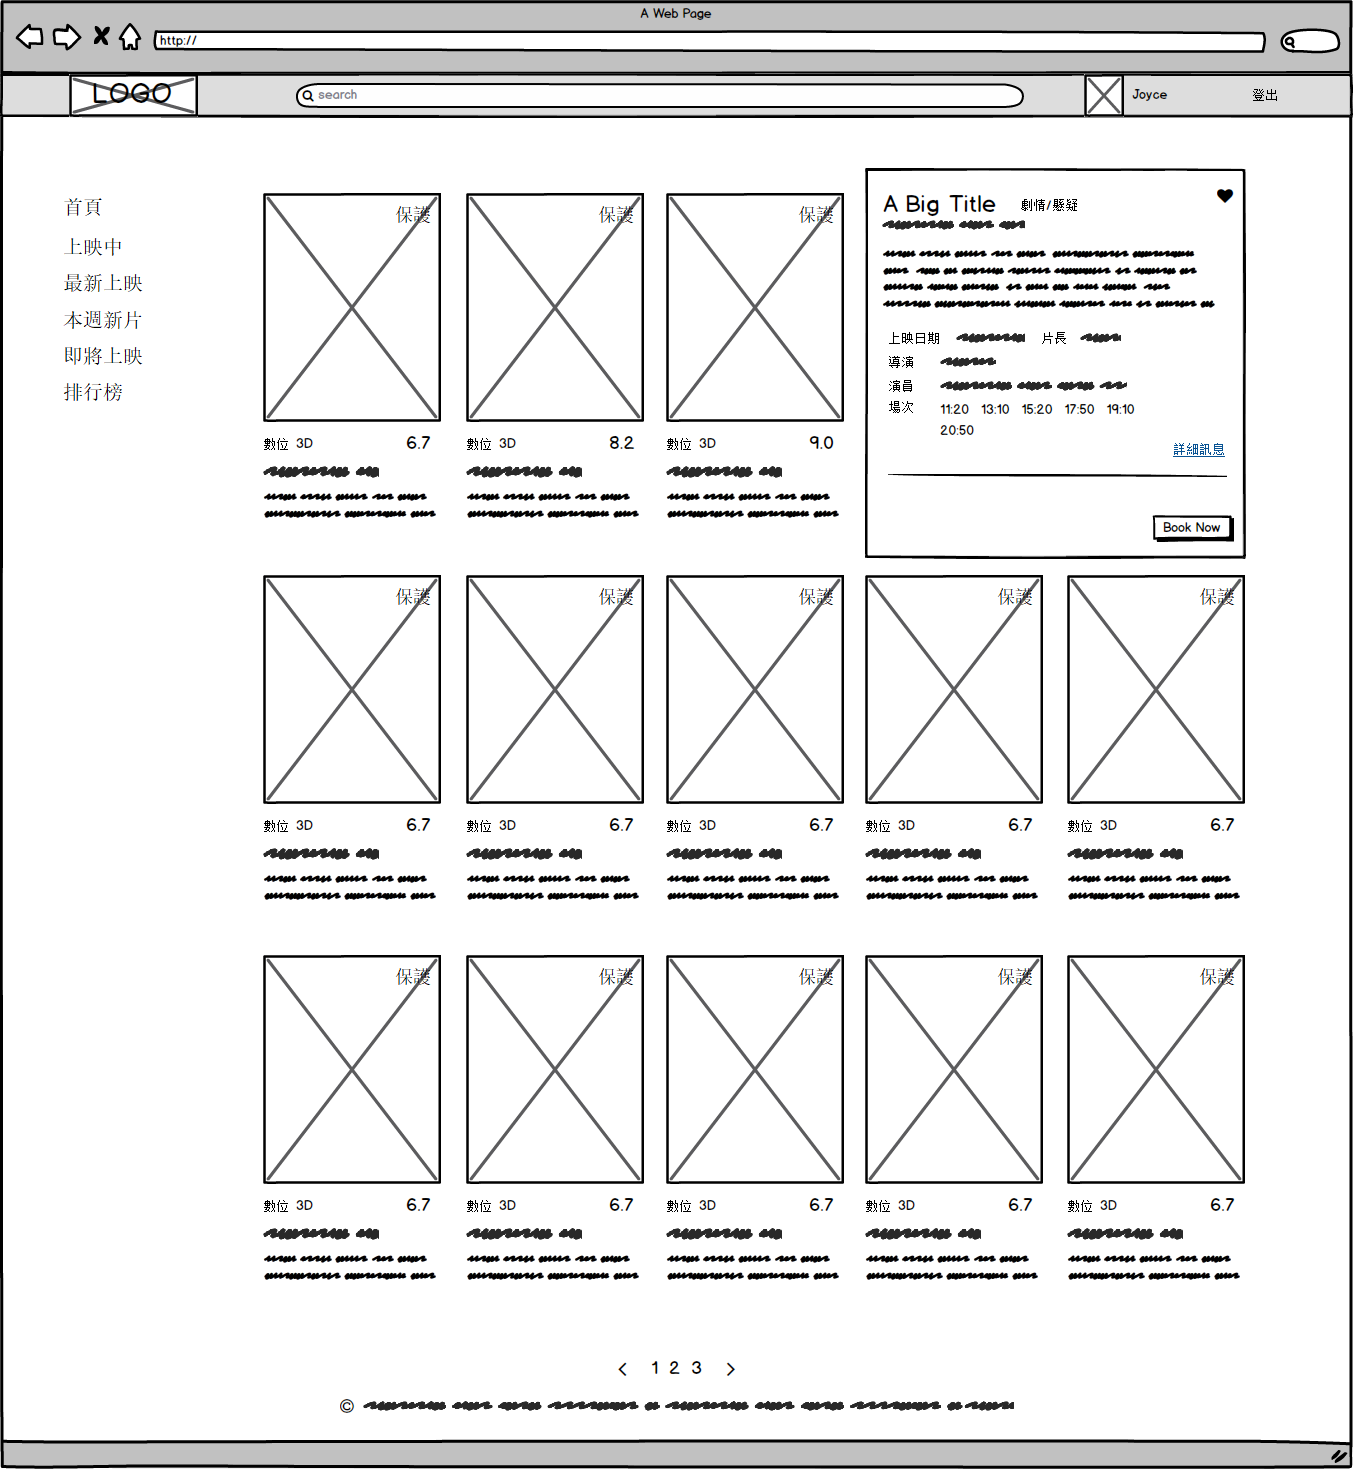 A Web Page
http://
LOGO
search
Joyce
登出
首頁
上映中
最新上映
本週新片
即將上映
排行榜
保護
數位 3D 6.7
保護
數位 3D 8.2
保護
數位 3D 9.0
A Big Title 劇情/懸疑
上映日期 片長
導演
演員
場次 11:20 13:10 15:20 17:50 19:10
20:50
詳細訊息
Book Now
保護
數位 3D 6.7
保護
數位 3D 6.7
保護
數位 3D 6.7
保護
數位 3D 6.7
保護
數位 3D 6.7
保護
數位 3D 6.7
保護
數位 3D 6.7
保護
數位 3D 6.7
保護
數位 3D 6.7
保護
數位 3D 6.7
< 1 2 3 >
©